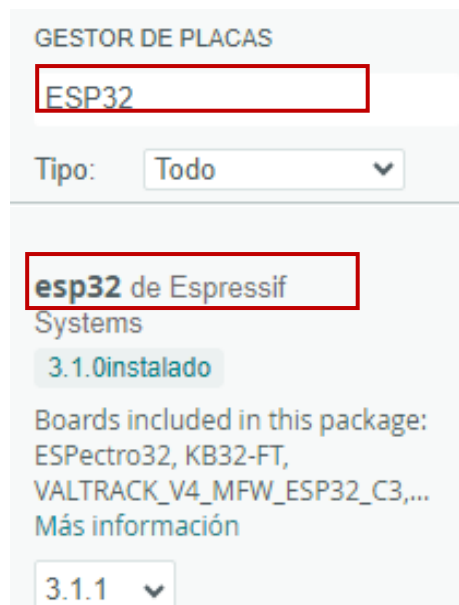 GESTOR DE PLACAS
ESP32
Tipo: Todo
esp32 de Espressif
Systems
3.1.0instalado
Boards included in this package:
ESPectro32, KB32-FT,
VALTRACK_V4_MFW_ESP32_C3,...
Más información
3.1.1